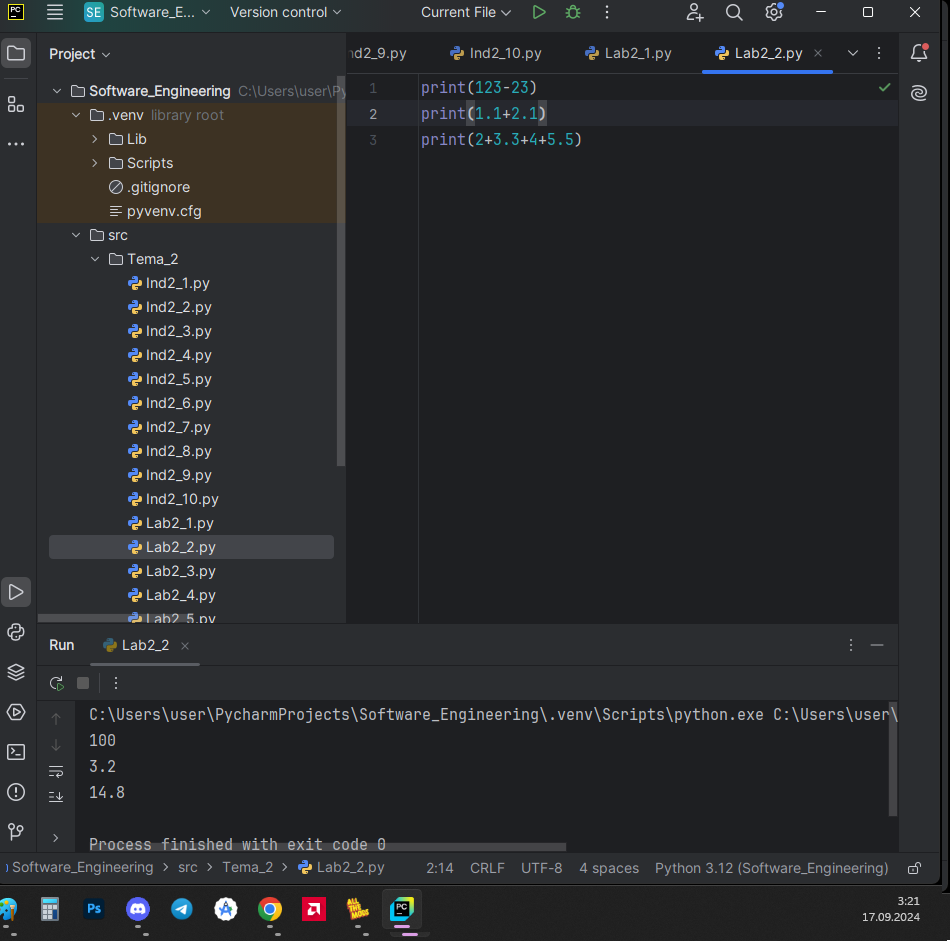 PC SE Software_E... Version control Current File
Project
nd2_9.py Ind2_10.py Lab2_1.py Lab2_2.py
Software_Engineering C:\Users\user\Py
.venv library root
Lib
Scripts
.gitignore
pyvenv.cfg
src
Tema_2
Ind2_1.py
Ind2_2.py
Ind2_3.py
Ind2_4.py
Ind2_5.py
Ind2_6.py
Ind2_7.py
Ind2_8.py
Ind2_9.py
Ind2_10.py
Lab2_1.py
Lab2_2.py
Lab2_3.py
Lab2_4.py
Lab2_5.py
1 print(123-23)
2 print(1.1+2.1)
3 print(2+3.3+4+5.5)
Run Lab2_2
C:\Users\user\PycharmProjects\Software_Engineering\.venv\Scripts\python.exe C:\Users\user\
100
3.2
14.8
Process finished with exit code 0
Software_Engineering > src > Tema_2 > Lab2_2.py 2:14 CRLF UTF-8 4 spaces Python 3.12 (Software_Engineering)
Ps ALL THE MODS PC
3:21
17.09.2024